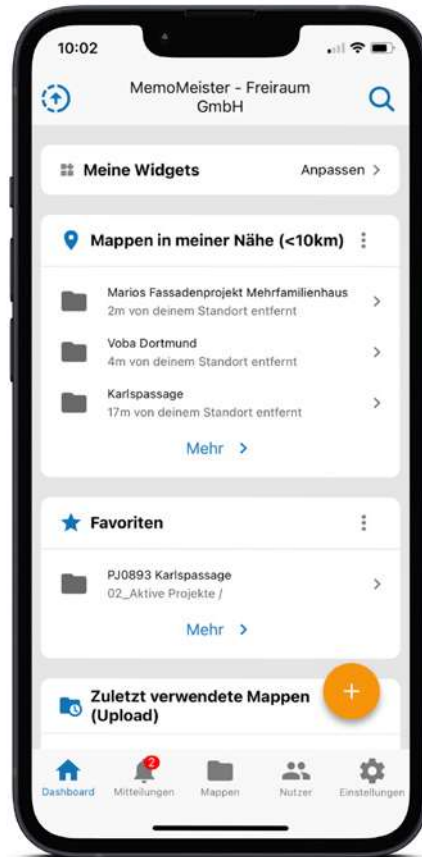 10:02
MemoMeister - Freiraum
GmbH
Meine Widgets
Anpassen >
Mappen in meiner Nähe (<10km)
Marios Fassadenprojekt Mehrfamilienhaus
2m von deinem Standort entfernt
Voba Dortmund
4m von deinem Standort entfernt
Karlspassage
17m von deinem Standort entfernt
Mehr >
Favoriten
PJ0893 Karlspassage
02_Aktive Projekte /
Mehr >
Zuletzt verwendete Mappen
(Upload)
+
2
Dashboard
Mitteilungen
Mappen
Nutzer
Einstellungen